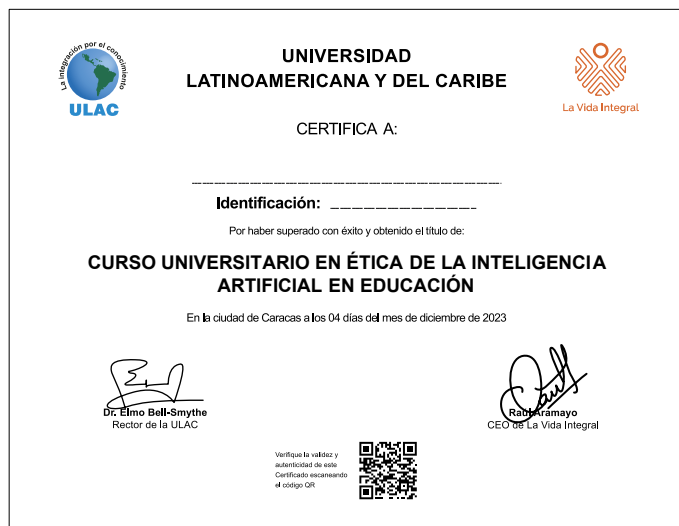 La integración por el conocimiento
ULAC
UNIVERSIDAD
LATINOAMERICANA Y DEL CARIBE
La Vida Integral
CERTIFICA A:
Identificación:
Por haber superado con éxito y obtenido el título de:
CURSO UNIVERSITARIO EN ÉTICA DE LA INTELIGENCIA
ARTIFICIAL EN EDUCACIÓN
En la ciudad de Caracas a los 04 días del mes de diciembre de 2023
Dr. Elmo Bell-Smythe
Rector de la ULAC
Raúl Aramayo
CEO de La Vida Integral
Verifique la validez y
autenticidad de este
Certificado escaneando
el código QR